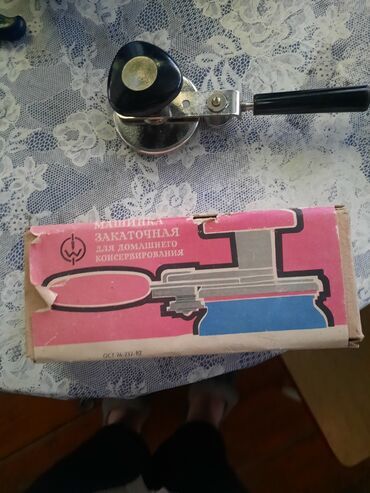 МАШИНКА
ЗАКАТОЧНАЯ
ДЛЯ ДОМАШНЕГО
КОНСЕРВИРОВАНИЯ